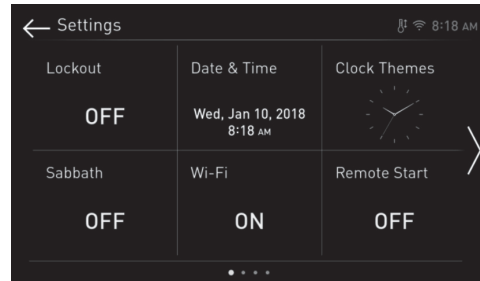 Settings
8:18 AM
Lockout
OFF
Date & Time
Wed, Jan 10, 2018
8:18 AM
Clock Themes
Sabbath
OFF
Wi-Fi
ON
Remote Start
OFF